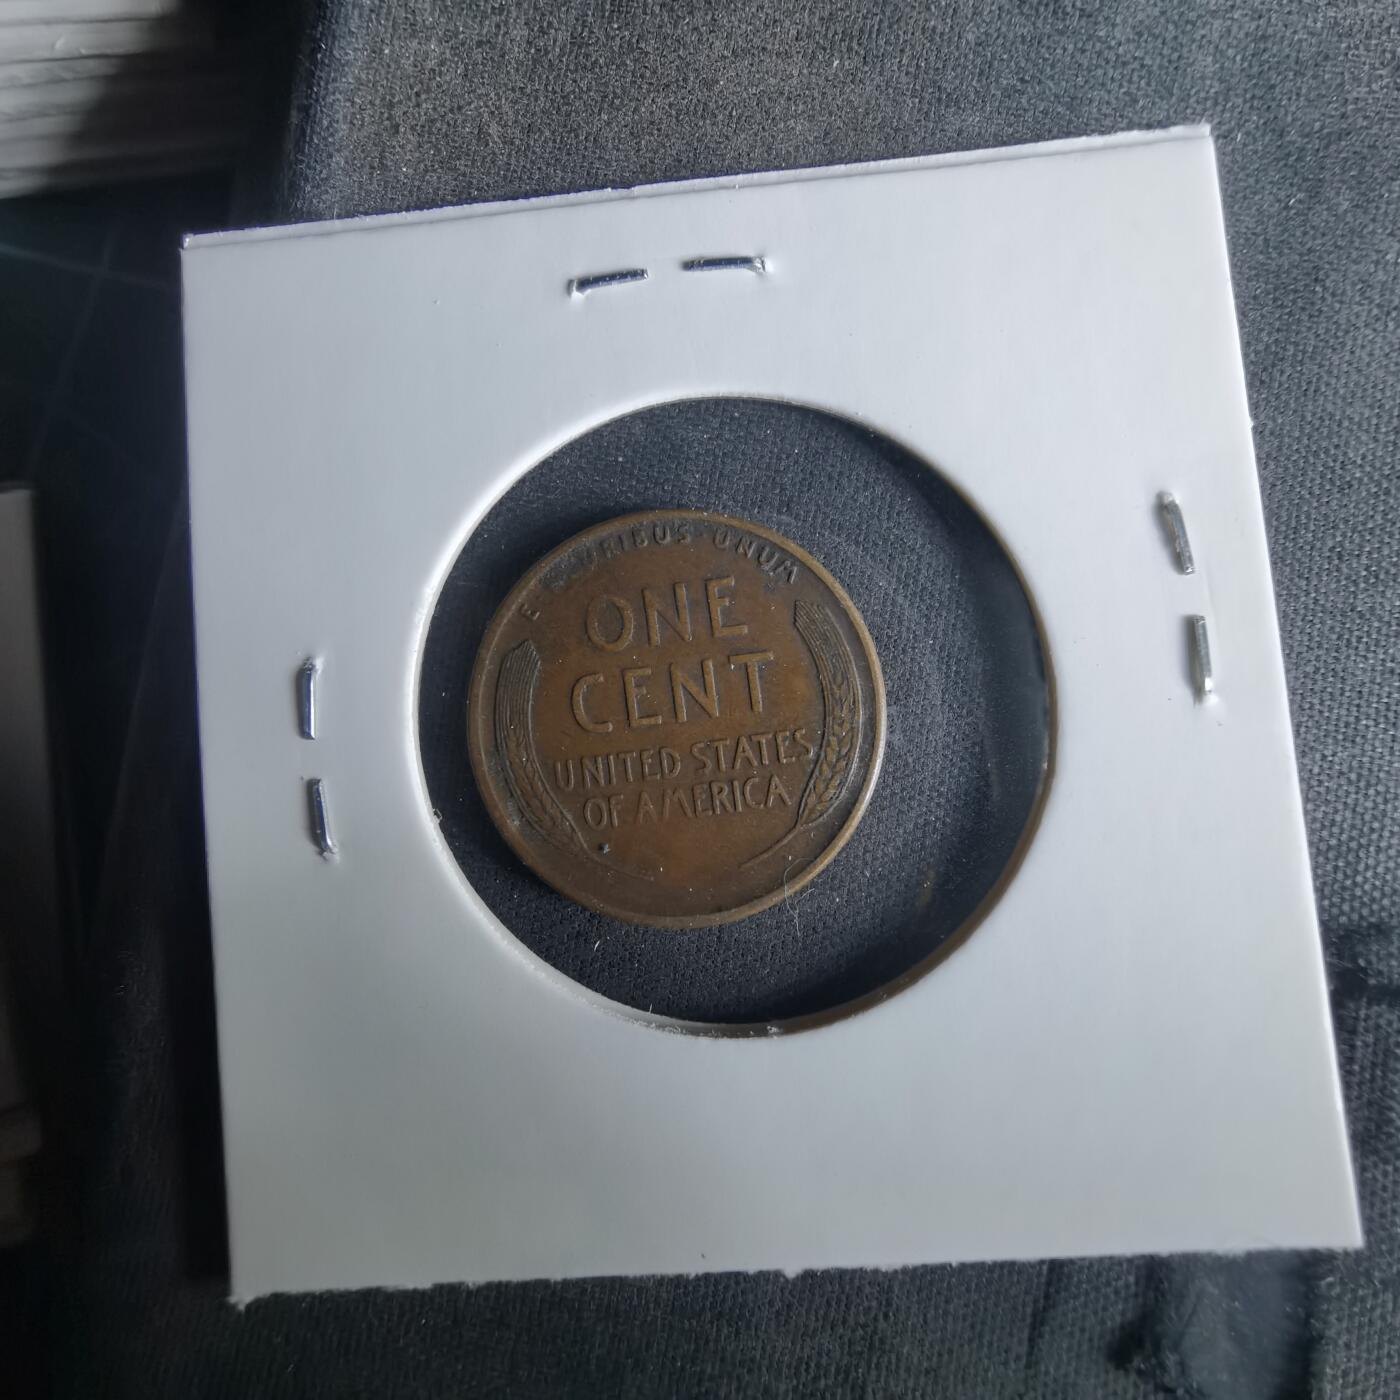 E PLURIBUS UNUM
ONE
CENT
UNITED STATES
OF AMERICA